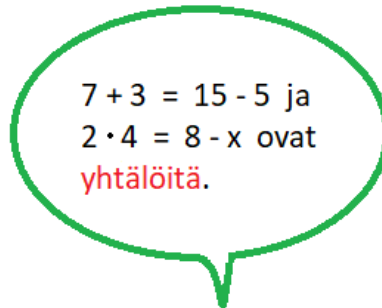 7 + 3 = 15 - 5 ja
2 · 4 = 8 - x ovat
yhtälöitä.